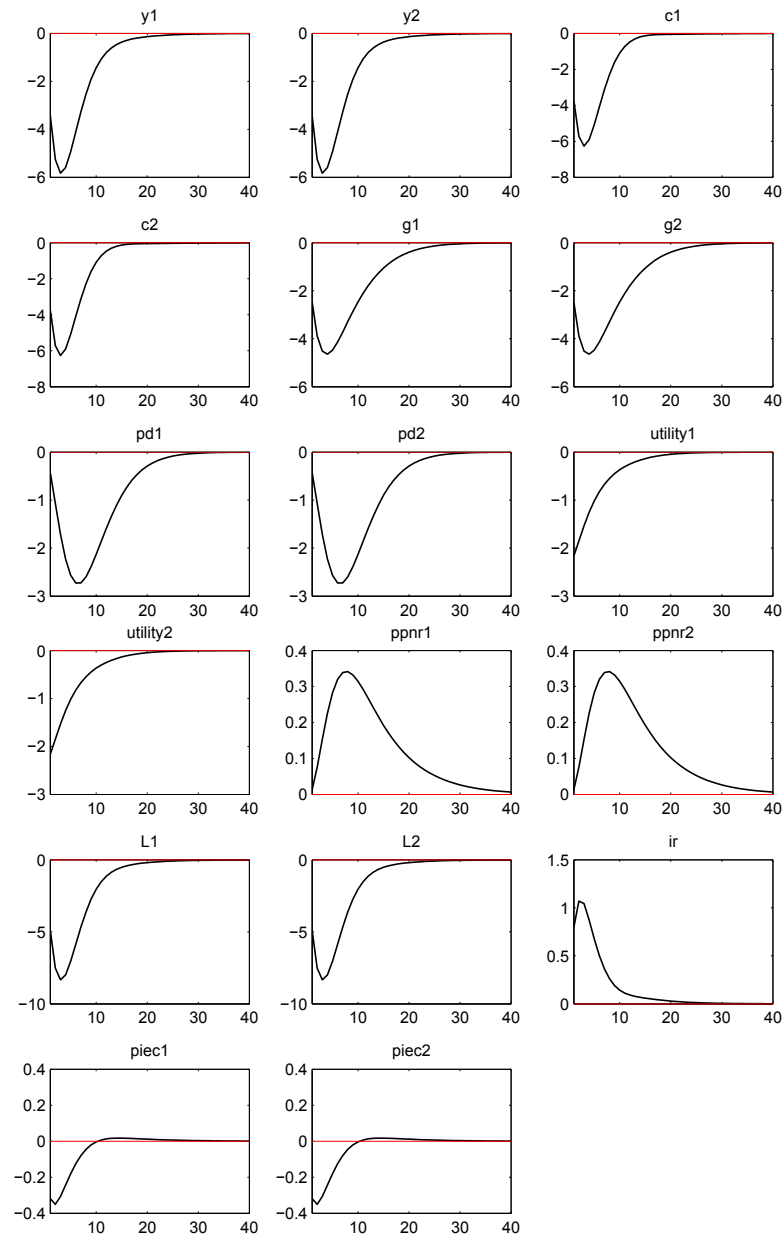 y1 y2 c1
0 0 0
−2 −2 −2
−4 −4 −4
−6
−6 −6 −8
10 20 30 40 10 20 30 40 10 20 30 40
c2 g1 g2
0 0 0
−2 −2 −2
−4 −4 −4
−6
−8 −6 −6
10 20 30 40 10 20 30 40 10 20 30 40
pd1 pd2 utility1
0 0 0
−1 −1 −1
−2 −2 −2
−3 −3 −3
10 20 30 40 10 20 30 40 10 20 30 40
utility2 ppnr1 ppnr2
0 0.4 0.4
0.3 0.3
−1
0.2 0.2
−2
0.1 0.1
−3 0 0
10 20 30 40 10 20 30 40 10 20 30 40
L1 L2 ir
0 0 1.5
1
−5 −5
0.5
−10 −10 0
10 20 30 40 10 20 30 40 10 20 30 40
piec1 piec2
0.4 0.4
0.2 0.2
0 0
−0.2 −0.2
−0.4 −0.4
10 20 30 40 10 20 30 40